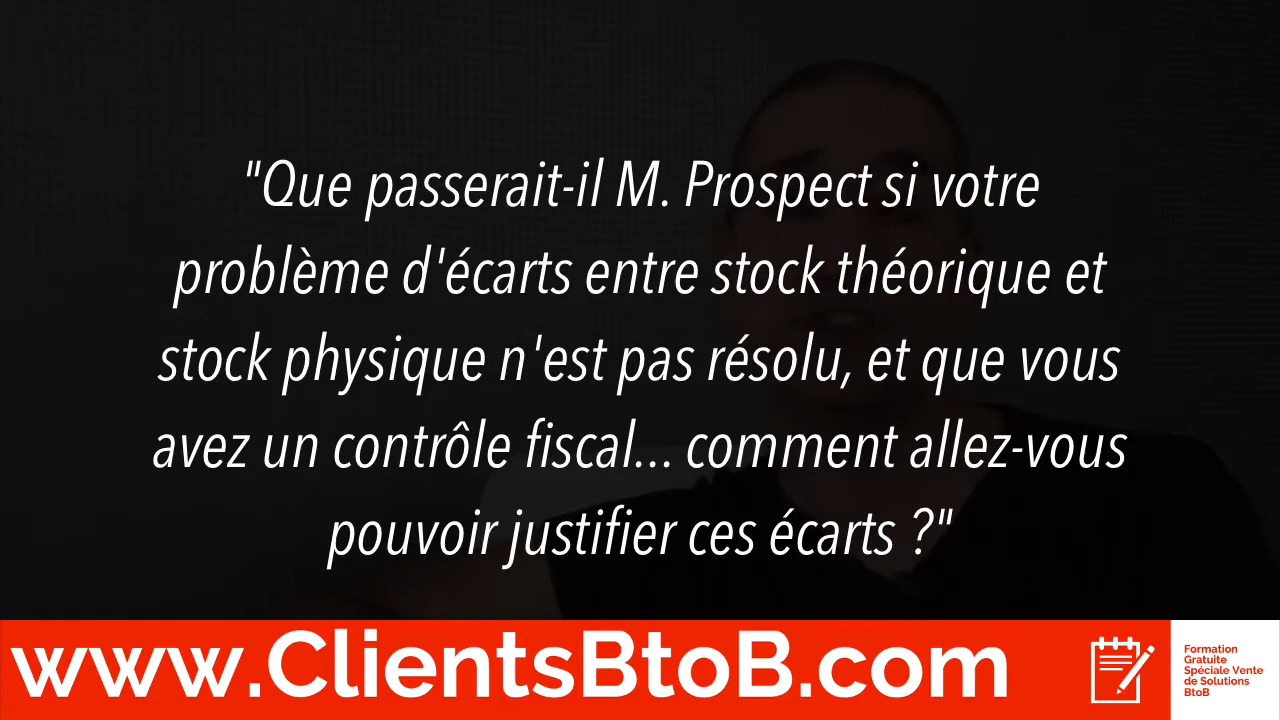 "Que passerait-il M. Prospect si votre
problème d'écarts entre stock théorique et
stock physique n'est pas résolu, et que vous
avez un contrôle fiscal... comment allez-vous
pouvoir justifier ces écarts ?"
www.ClientsBtoB.com
Formation
Gratuite
Spéciale Vente
de Solutions
BtoB